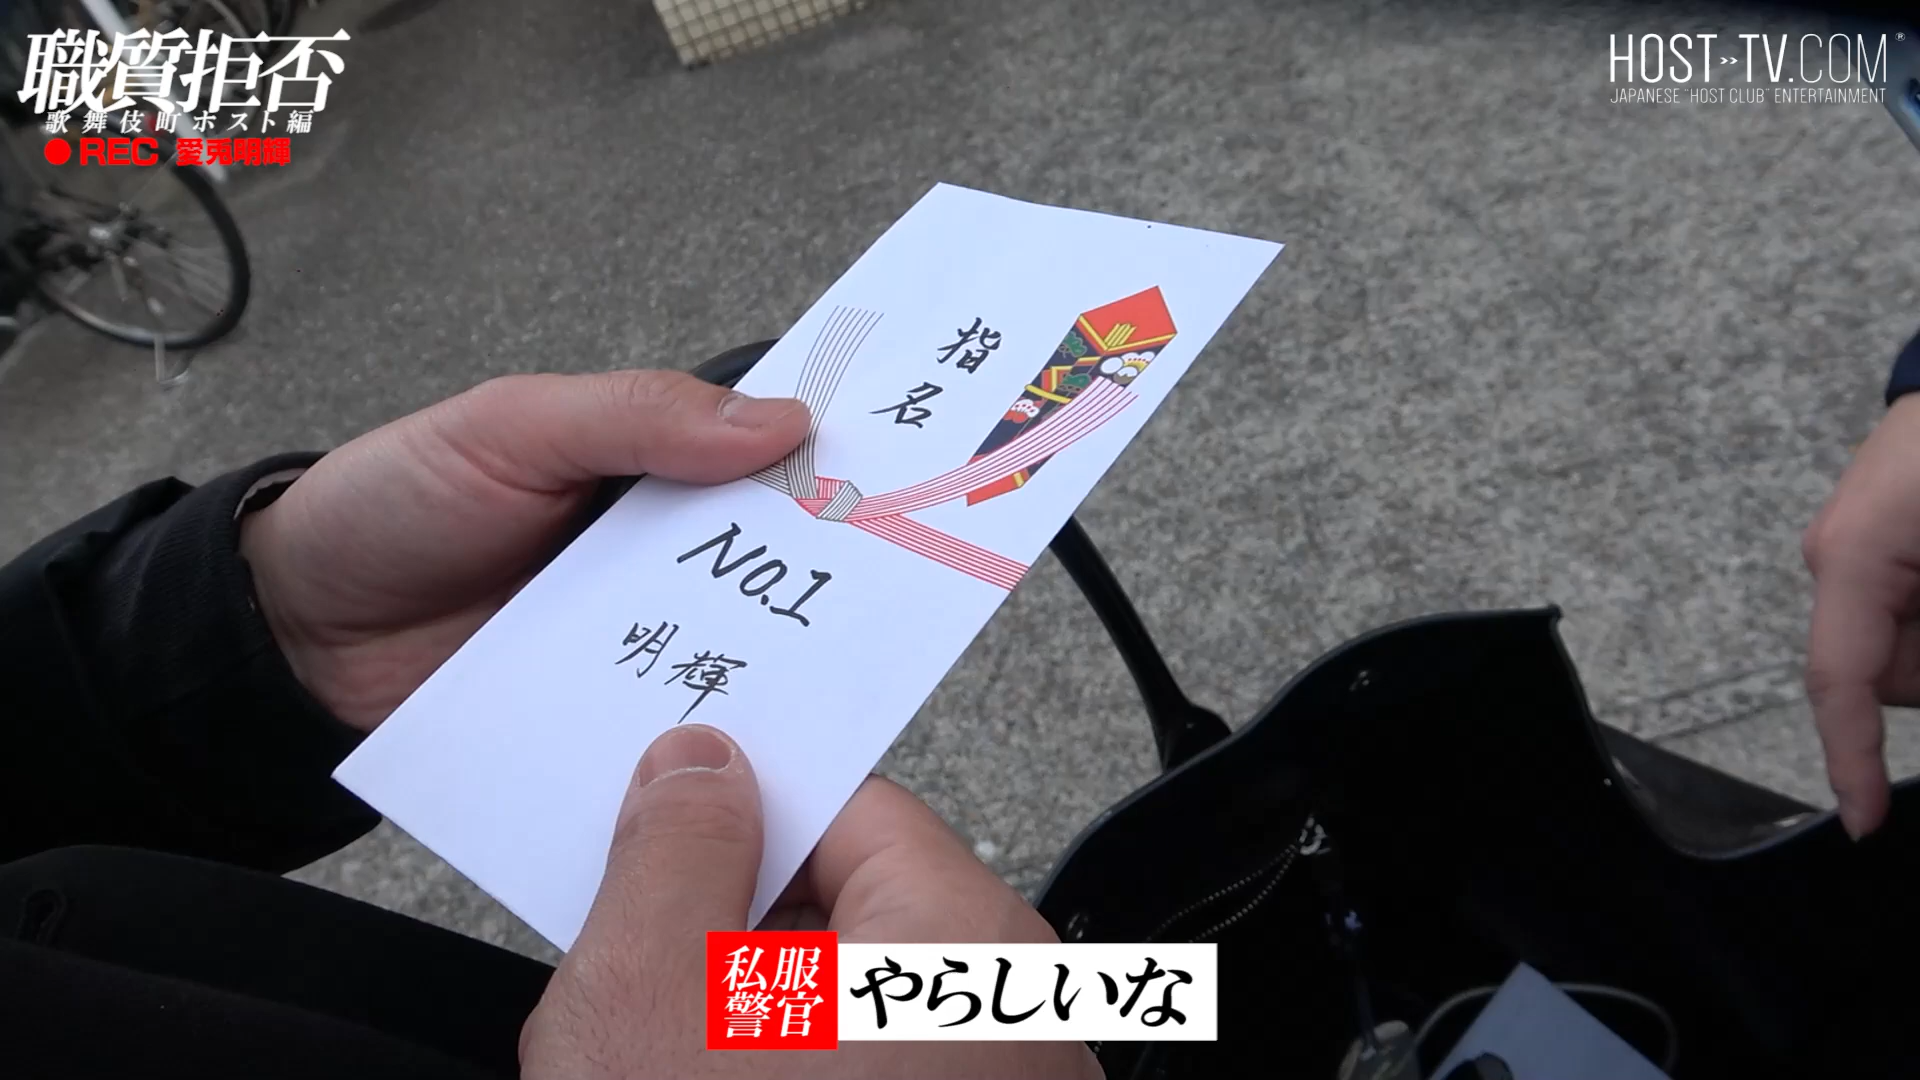 職質拒否
歌舞伎町ホスト編
REC 愛兎明輝
HOST TV.COM®
JAPANESE "HOST CLUB" ENTERTAINMENT
指名
No.1
明輝
私服警官
やらしいな